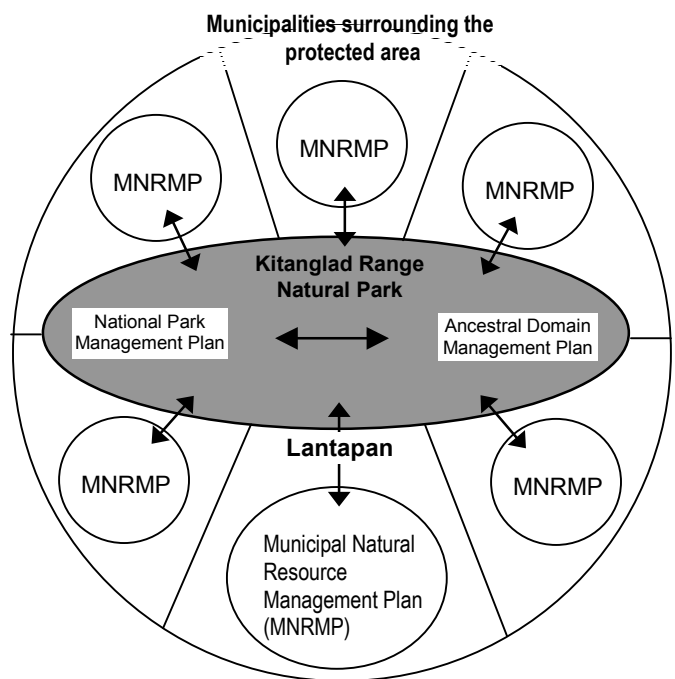 Municipalities surrounding the
protected area
MNRMP
MNRMP
MNRMP
Kitanglad Range
Natural Park
National Park
Management Plan
Ancestral Domain
Management Plan
Lantapan
MNRMP
MNRMP
Municipal Natural
Resource
Management Plan
(MNRMP)